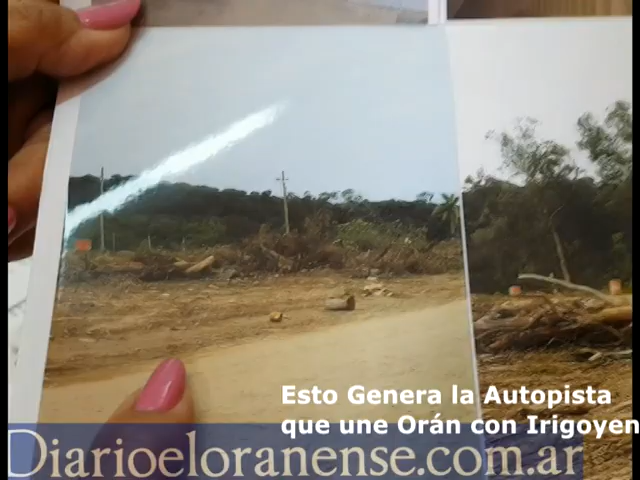 Esto Genera la Autopista
que une Orán con Irigoyen
Diarioeloranense.com.ar